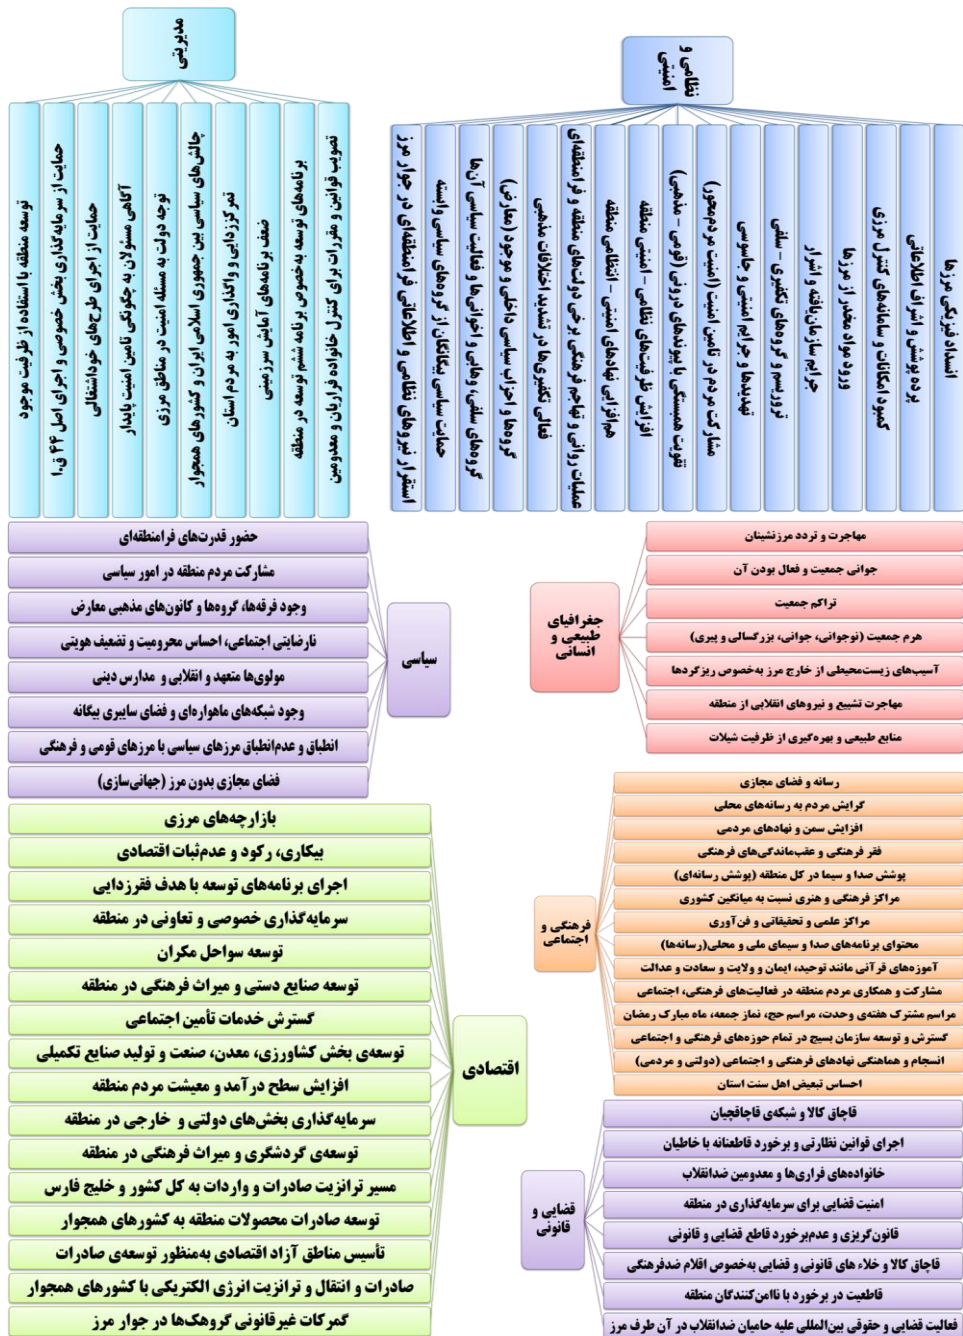 نظامی و
امنیتی
انسداد فیزیکی مرزها
پرده پوشش و اشراف اطلاعاتی
کمبود امکانات و سامانه‌های کنترل مرزی
ورود مواد مخدر از مرزها
جرایم سازمان‌یافته و اشرار
تروریسم و گروه‌های تکفیری - سلفی
تهدیدها و جرایم امنیتی و جاسوسی
مشارکت مردم در تامین امنیت (امنیت مردم‌محور)
تقویت همبستگی با پیوندهای درونی (قومی - مذهبی)
افزایش ظرفیت‌های نظامی - امنیتی منطقه
هم‌افزایی نهادهای امنیتی - انتظامی منطقه
عملیات روانی و تهاجم فرهنگی برخی دولت‌های منطقه و فرامنطقه‌ای
فعالی تکفیری‌ها در تشدید اختلافات مذهبی
گروه‌ها و احزاب سیاسی داخلی و موجود (معارض)
گروه‌های سلفی، وهابی و اخوانی‌ها و فعالیت سیاسی آن‌ها
حمایت سیاسی بیگانگان از گروه‌های سیاسی وابسته
استقرار نیروهای نظامی و اطلاعاتی فرامنطقه‌ای در جوار مرز
مدیریتی
تصویب قوانین و مقررات برای کنترل خانواده فراریان و معدومین
برنامه‌های توسعه به‌خصوص برنامه ششم توسعه در منطقه
ضعف برنامه‌های آمایش سرزمینی
تمرکززدایی و واگذاری امور به مردم استان
چالش‌های سیاسی بین جمهوری اسلامی ایران و کشورهای همجوار
توجه دولت به مسئله امنیت در مناطق مرزی
آگاهی مسئولان به چگونگی تامین امنیت پایدار
حمایت از اجرای طرح‌های خوداشتغالی
حمایت از سرمایه‌گذاری بخش خصوصی و اجرای اصل ۴۴ ق.ا
توسعه منطقه با استفاده از ظرفیت موجود
جغرافیای
طبیعی و
انسانی
مهاجرت و تردد مرزنشینان
جوانی جمعیت و فعال بودن آن
تراکم جمعیت
هرم جمعیت (نوجوانی، جوانی، بزرگسالی و پیری)
آسیب‌های زیست‌محیطی از خارج مرز به‌خصوص ریزگردها
مهاجرت تشییع و نیروهای انقلابی از منطقه
منابع طبیعی و بهره‌گیری از ظرفیت شیلات
سیاسی
حضور قدرت‌های فرامنطقه‌ای
مشارکت مردم منطقه در امور سیاسی
وجود فرقه‌ها، گروه‌ها و کانون‌های مذهبی معارض
نارضایتی اجتماعی، احساس محرومیت و تضعیف هویتی
مولوی‌ها متعهد و انقلابی و مدارس دینی
وجود شبکه‌های ماهواره‌ای و فضای سایبری بیگانه
انطباق و عدم‌انطباق مرزهای سیاسی با مرزهای قومی و فرهنگی
فضای مجازی بدون مرز (جهانی‌سازی)
فرهنگی و
اجتماعی
رسانه و فضای مجازی
گرایش مردم به رسانه‌های محلی
افزایش سمن و نهادهای مردمی
فقر فرهنگی و عقب‌ماندگی‌های فرهنگی
پوشش صدا و سیما در کل منطقه (پوشش رسانه‌ای)
مراکز فرهنگی و هنری نسبت به میانگین کشوری
مراکز علمی و تحقیقاتی و فن‌آوری
محتوای برنامه‌های صدا و سیمای ملی و محلی(رسانه‌ها)
آموزه‌های قرآنی مانند توحید، ایمان و ولایت و سعادت و عدالت
مشارکت و همکاری مردم منطقه در فعالیت‌های فرهنگی، اجتماعی
مراسم مشترک هفته‌ی وحدت، مراسم حج، نماز جمعه، ماه مبارک رمضان
گسترش و توسعه سازمان بسیج در تمام حوزه‌های فرهنگی و اجتماعی
انسجام و هماهنگی نهادهای فرهنگی و اجتماعی (دولتی و مردمی)
احساس تبعیض اهل سنت استان
اقتصادی
بازارچه‌های مرزی
بیکاری، رکود و عدم‌ثبات اقتصادی
اجرای برنامه‌های توسعه با هدف فقرزدایی
سرمایه‌گذاری خصوصی و تعاونی در منطقه
توسعه سواحل مکران
توسعه صنایع دستی و میراث فرهنگی در منطقه
گسترش خدمات تأمین اجتماعی
توسعه‌ی بخش کشاورزی، معدن، صنعت و تولید صنایع تکمیلی
افزایش سطح درآمد و معیشت مردم منطقه
سرمایه‌گذاری بخش‌های دولتی و خارجی در منطقه
توسعه‌ی گردشگری و میراث فرهنگی در منطقه
مسیر ترانزیت صادرات و واردات به کل کشور و خلیج فارس
توسعه صادرات محصولات منطقه به کشورهای همجوار
تأسیس مناطق آزاد اقتصادی به‌منظور توسعه‌ی صادرات
صادرات و انتقال و ترانزیت انرژی الکتریکی با کشورهای همجوار
گمرکات غیرقانونی گروهک‌ها در جوار مرز
قضایی و
قانونی
قاچاق کالا و شبکه‌ی قاچاقچیان
اجرای قوانین نظارتی و برخورد قاطعانه با خاطیان
خانواده‌های فراری‌ها و معدومین ضدانقلاب
امنیت قضایی برای سرمایه‌گذاری در منطقه
قانون‌گریزی و عدم‌برخورد قاطع قضایی و قانونی
قاچاق کالا و خلاء های قانونی و قضایی به‌خصوص اقلام ضدفرهنگی
قاطعیت در برخورد با ناامن‌کنندگان منطقه
فعالیت قضایی و حقوقی بین‌المللی علیه حامیان ضدانقلاب در آن طرف مرز